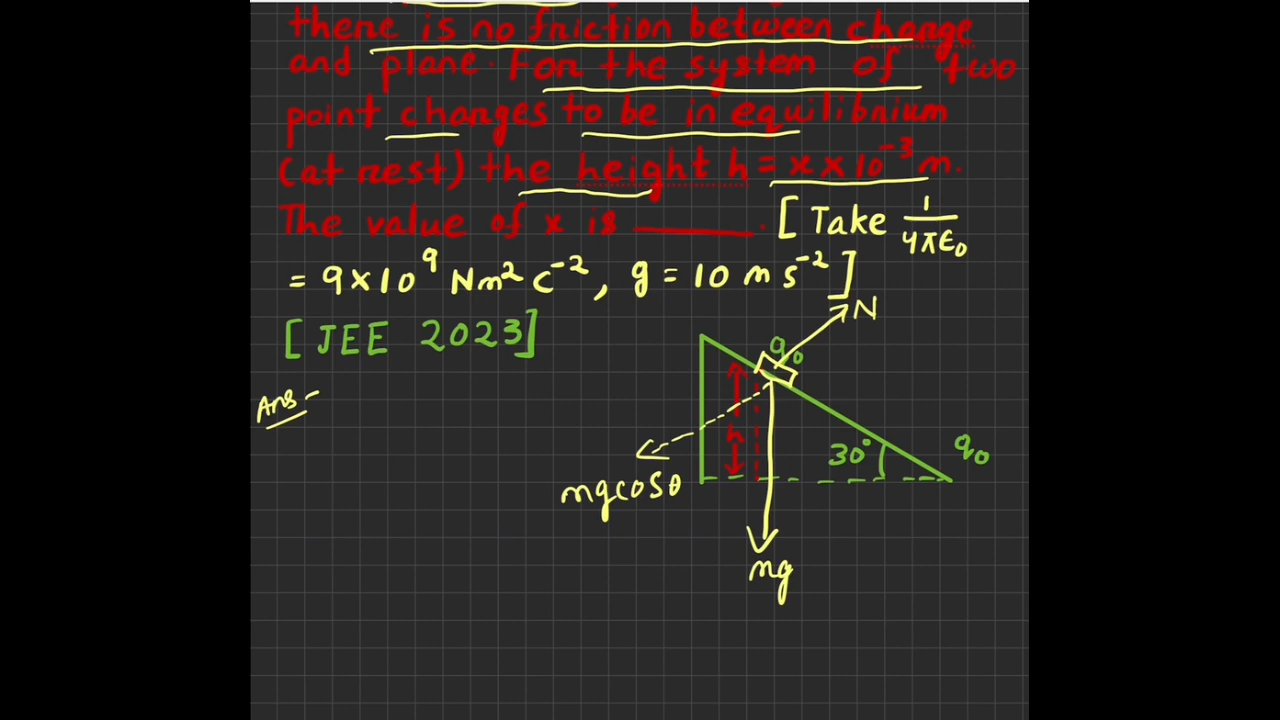 there is no friction between charge
and plane. For the system of two
point charges to be in equilibrium
(at rest) the height h = x × 10⁻³ m.
The value of x is ______. [Take 1/4πε₀
= 9×10⁹ Nm² C⁻², g = 10 m s⁻²]
[JEE 2023]
N
q₀
Ans -
h
30°
q₀
mgcosθ
mg